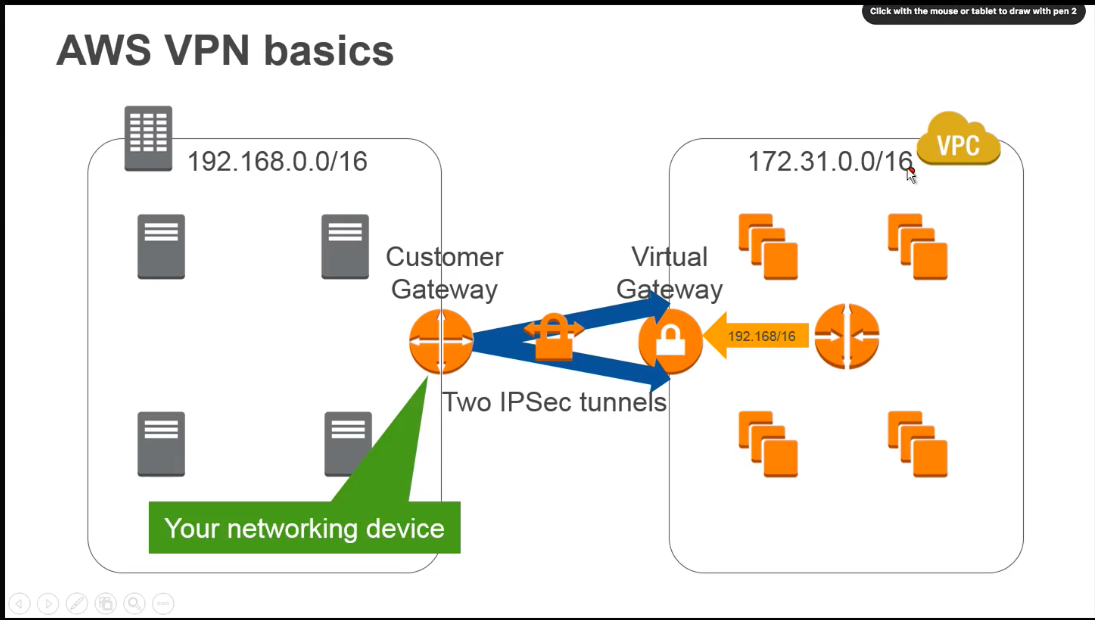 Click with the mouse or tablet to draw with pen 2
AWS VPN basics
192.168.0.0/16
172.31.0.0/16
VPC
Customer
Gateway
Virtual
Gateway
192.168/16
Two IPSec tunnels
Your networking device